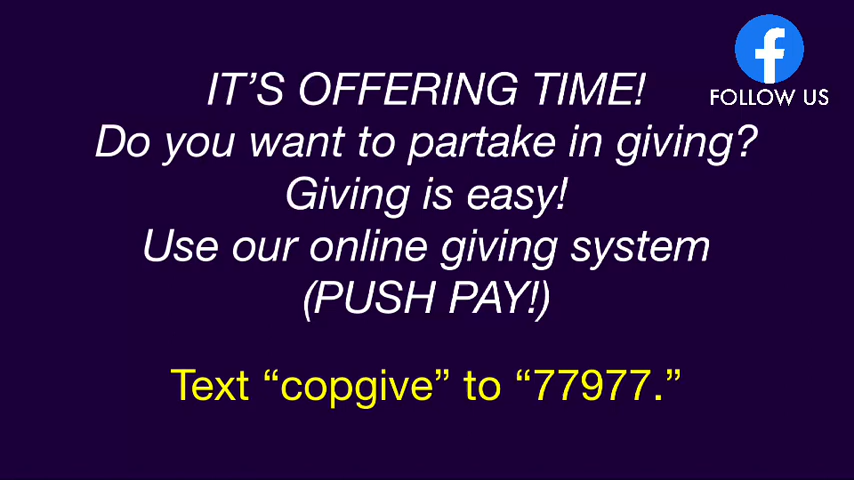 IT’S OFFERING TIME!
Do you want to partake in giving?
Giving is easy!
Use our online giving system
(PUSH PAY!)
Text “copgive” to “77977.”
f
FOLLOW US